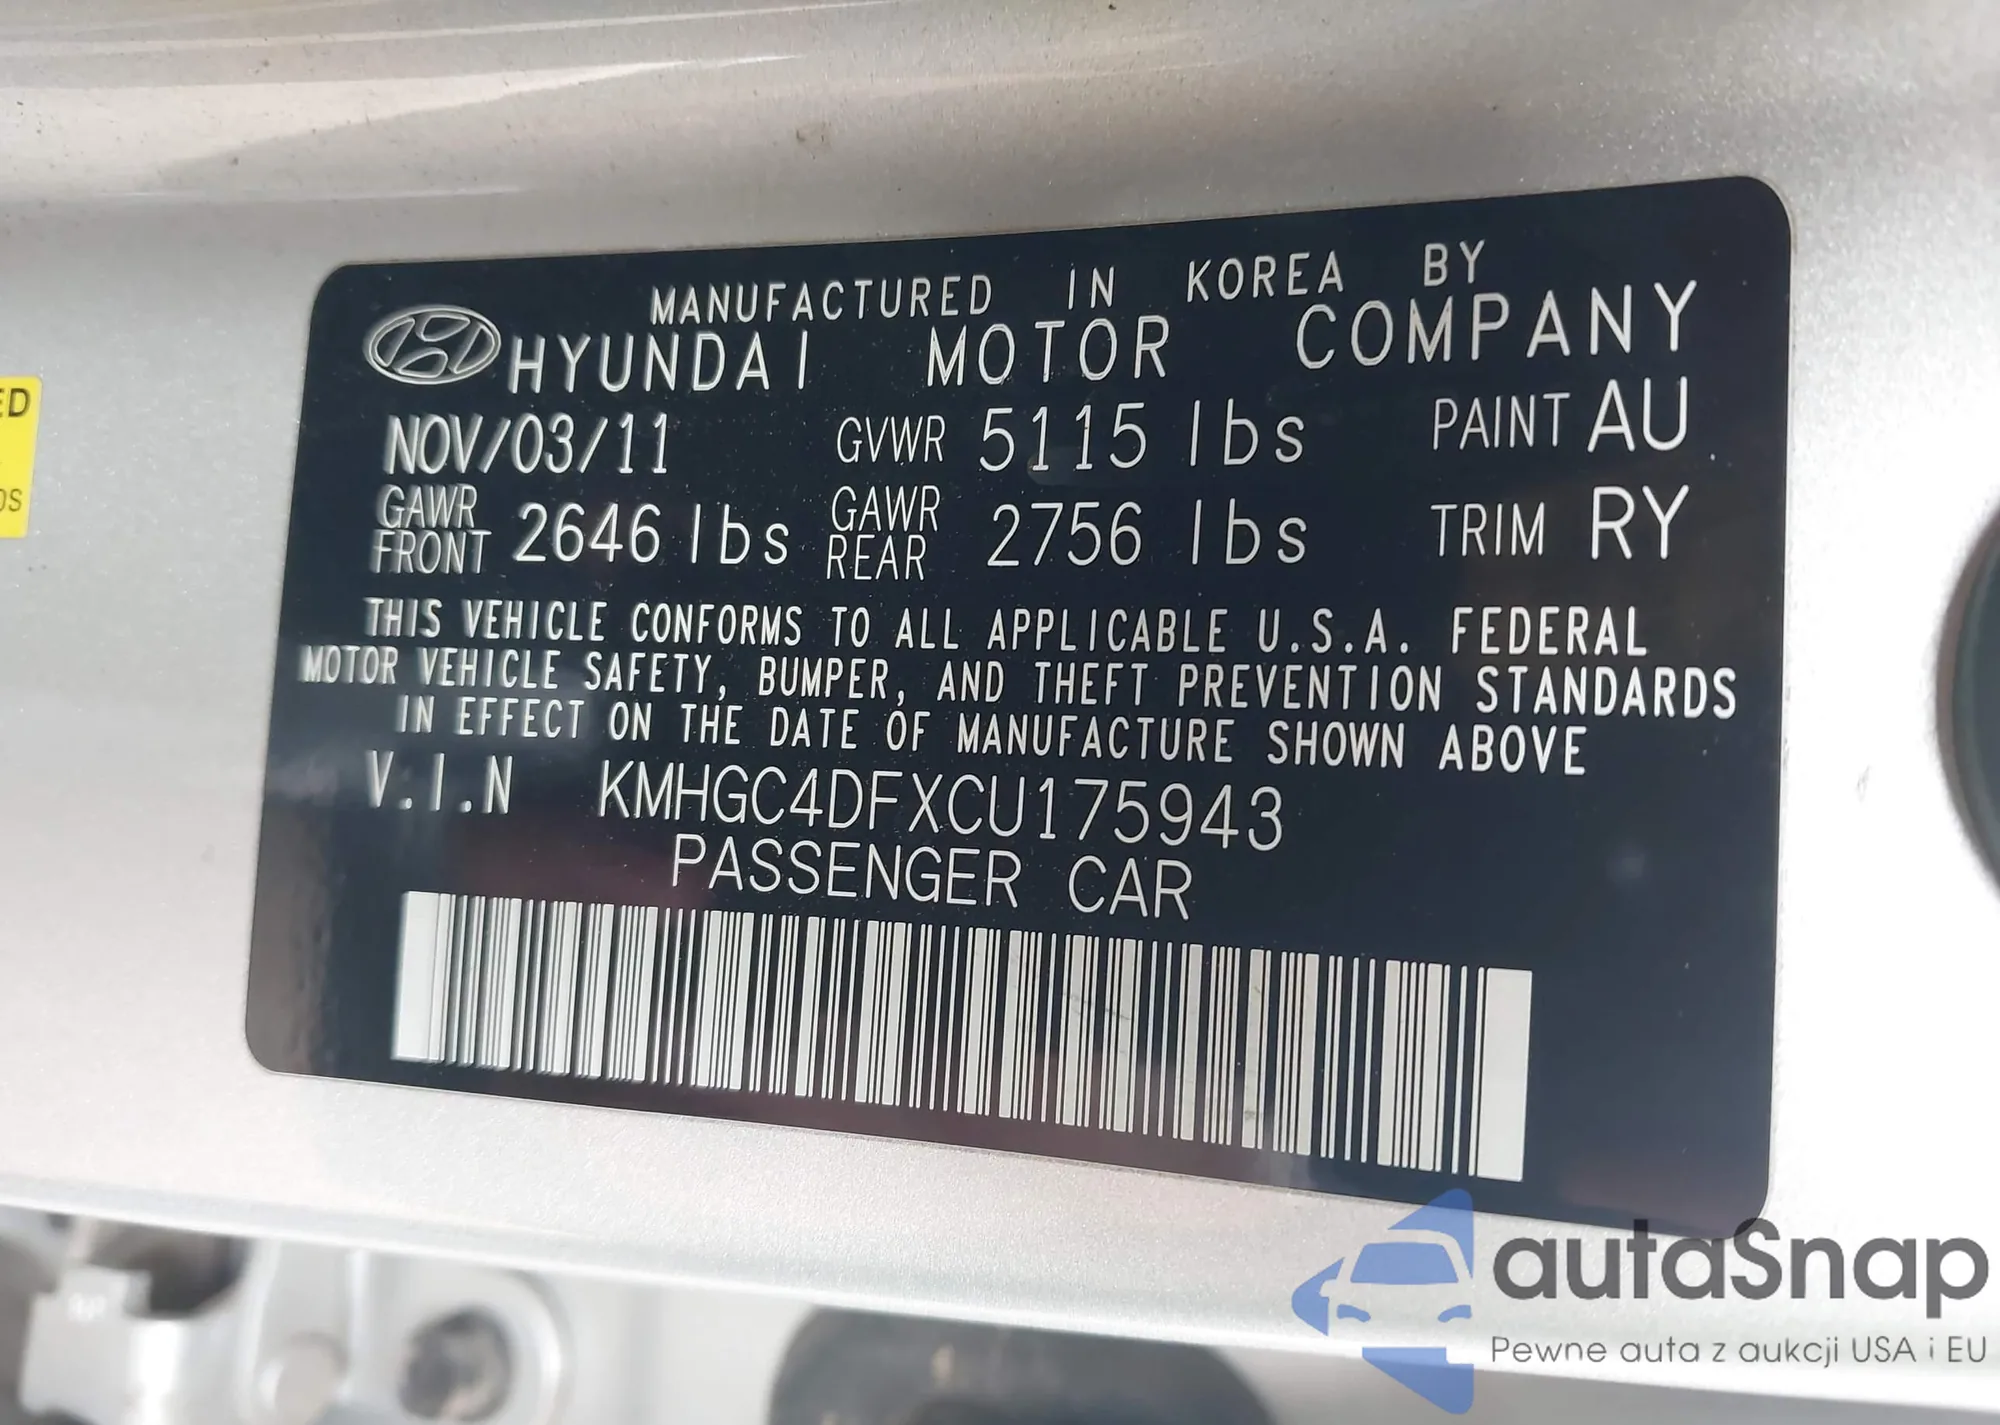 MANUFACTURED IN KOREA BY
HYUNDAI MOTOR COMPANY
NOV/03/11 GVWR 5115 lbs PAINT AU
GAWR FRONT 2646 lbs GAWR REAR 2756 lbs TRIM RY
THIS VEHICLE CONFORMS TO ALL APPLICABLE U.S.A. FEDERAL
MOTOR VEHICLE SAFETY, BUMPER, AND THEFT PREVENTION STANDARDS
IN EFFECT ON THE DATE OF MANUFACTURE SHOWN ABOVE
V.I.N KMHGC4DFXCU175943
PASSENGER CAR
autaSnap
Pewne auta z aukcji USA i EU